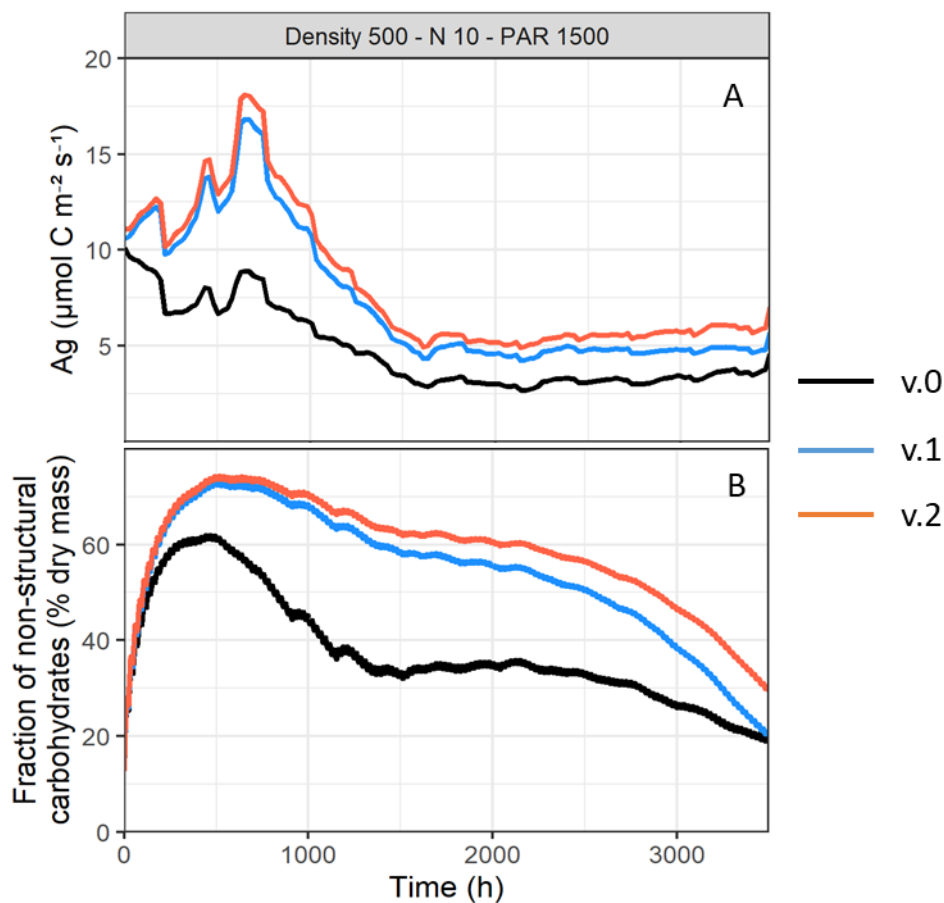 Density 500 - N 10 - PAR 1500
A
20
15
10
5
Ag (µmol C m⁻² s⁻¹)
B
60
40
20
0
Fraction of non-structural
carbohydrates (% dry mass)
0 1000 2000 3000
Time (h)
v.0
v.1
v.2